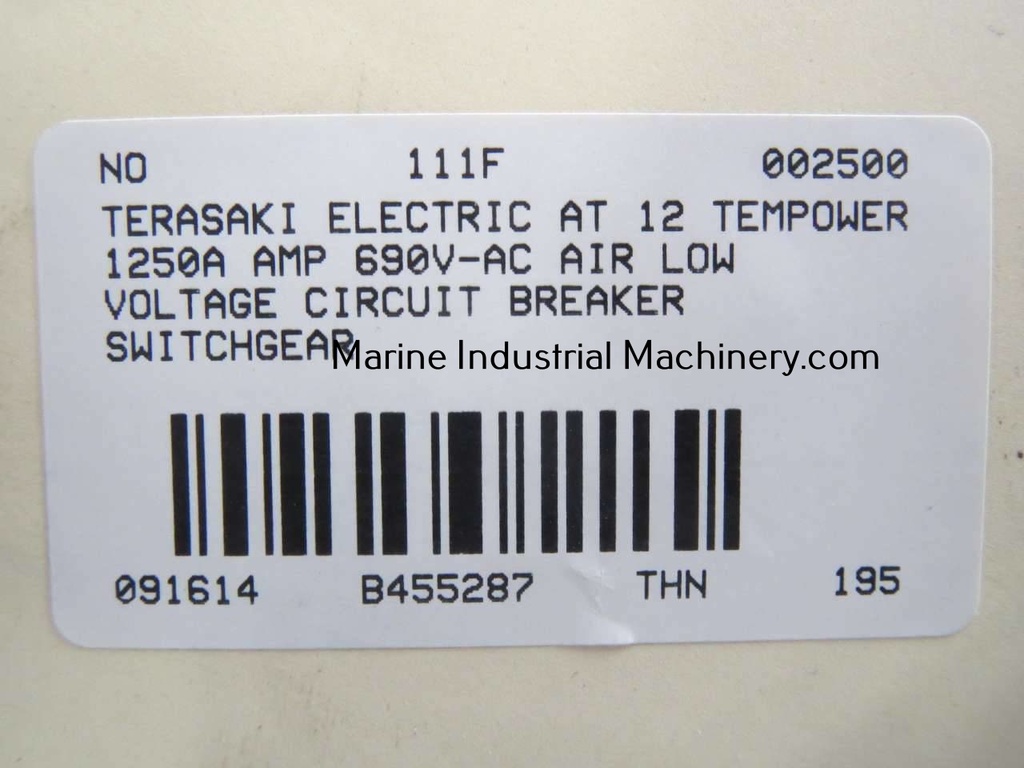 NO 111F 002500
TERASAKI ELECTRIC AT 12 TEMPOWER
1250A AMP 690V-AC AIR LOW
VOLTAGE CIRCUIT BREAKER
SWITCHGEAR
Marine Industrial Machinery.com
091614 B455287 THN 195